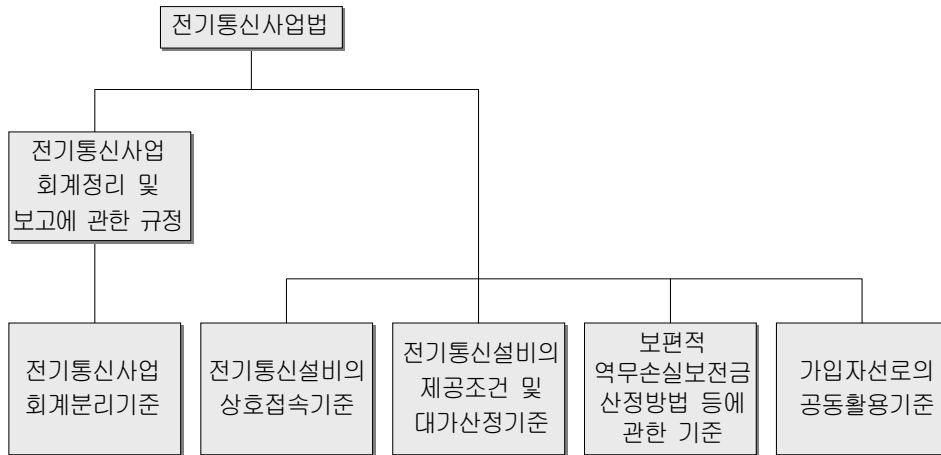 전기통신사업법
전기통신사업
회계정리 및
보고에 관한 규정
전기통신사업
회계분리기준
전기통신설비의
상호접속기준
전기통신설비의
제공조건 및
대가산정기준
보편적
역무손실보전금
산정방법 등에
관한 기준
가입자선로의
공동활용기준